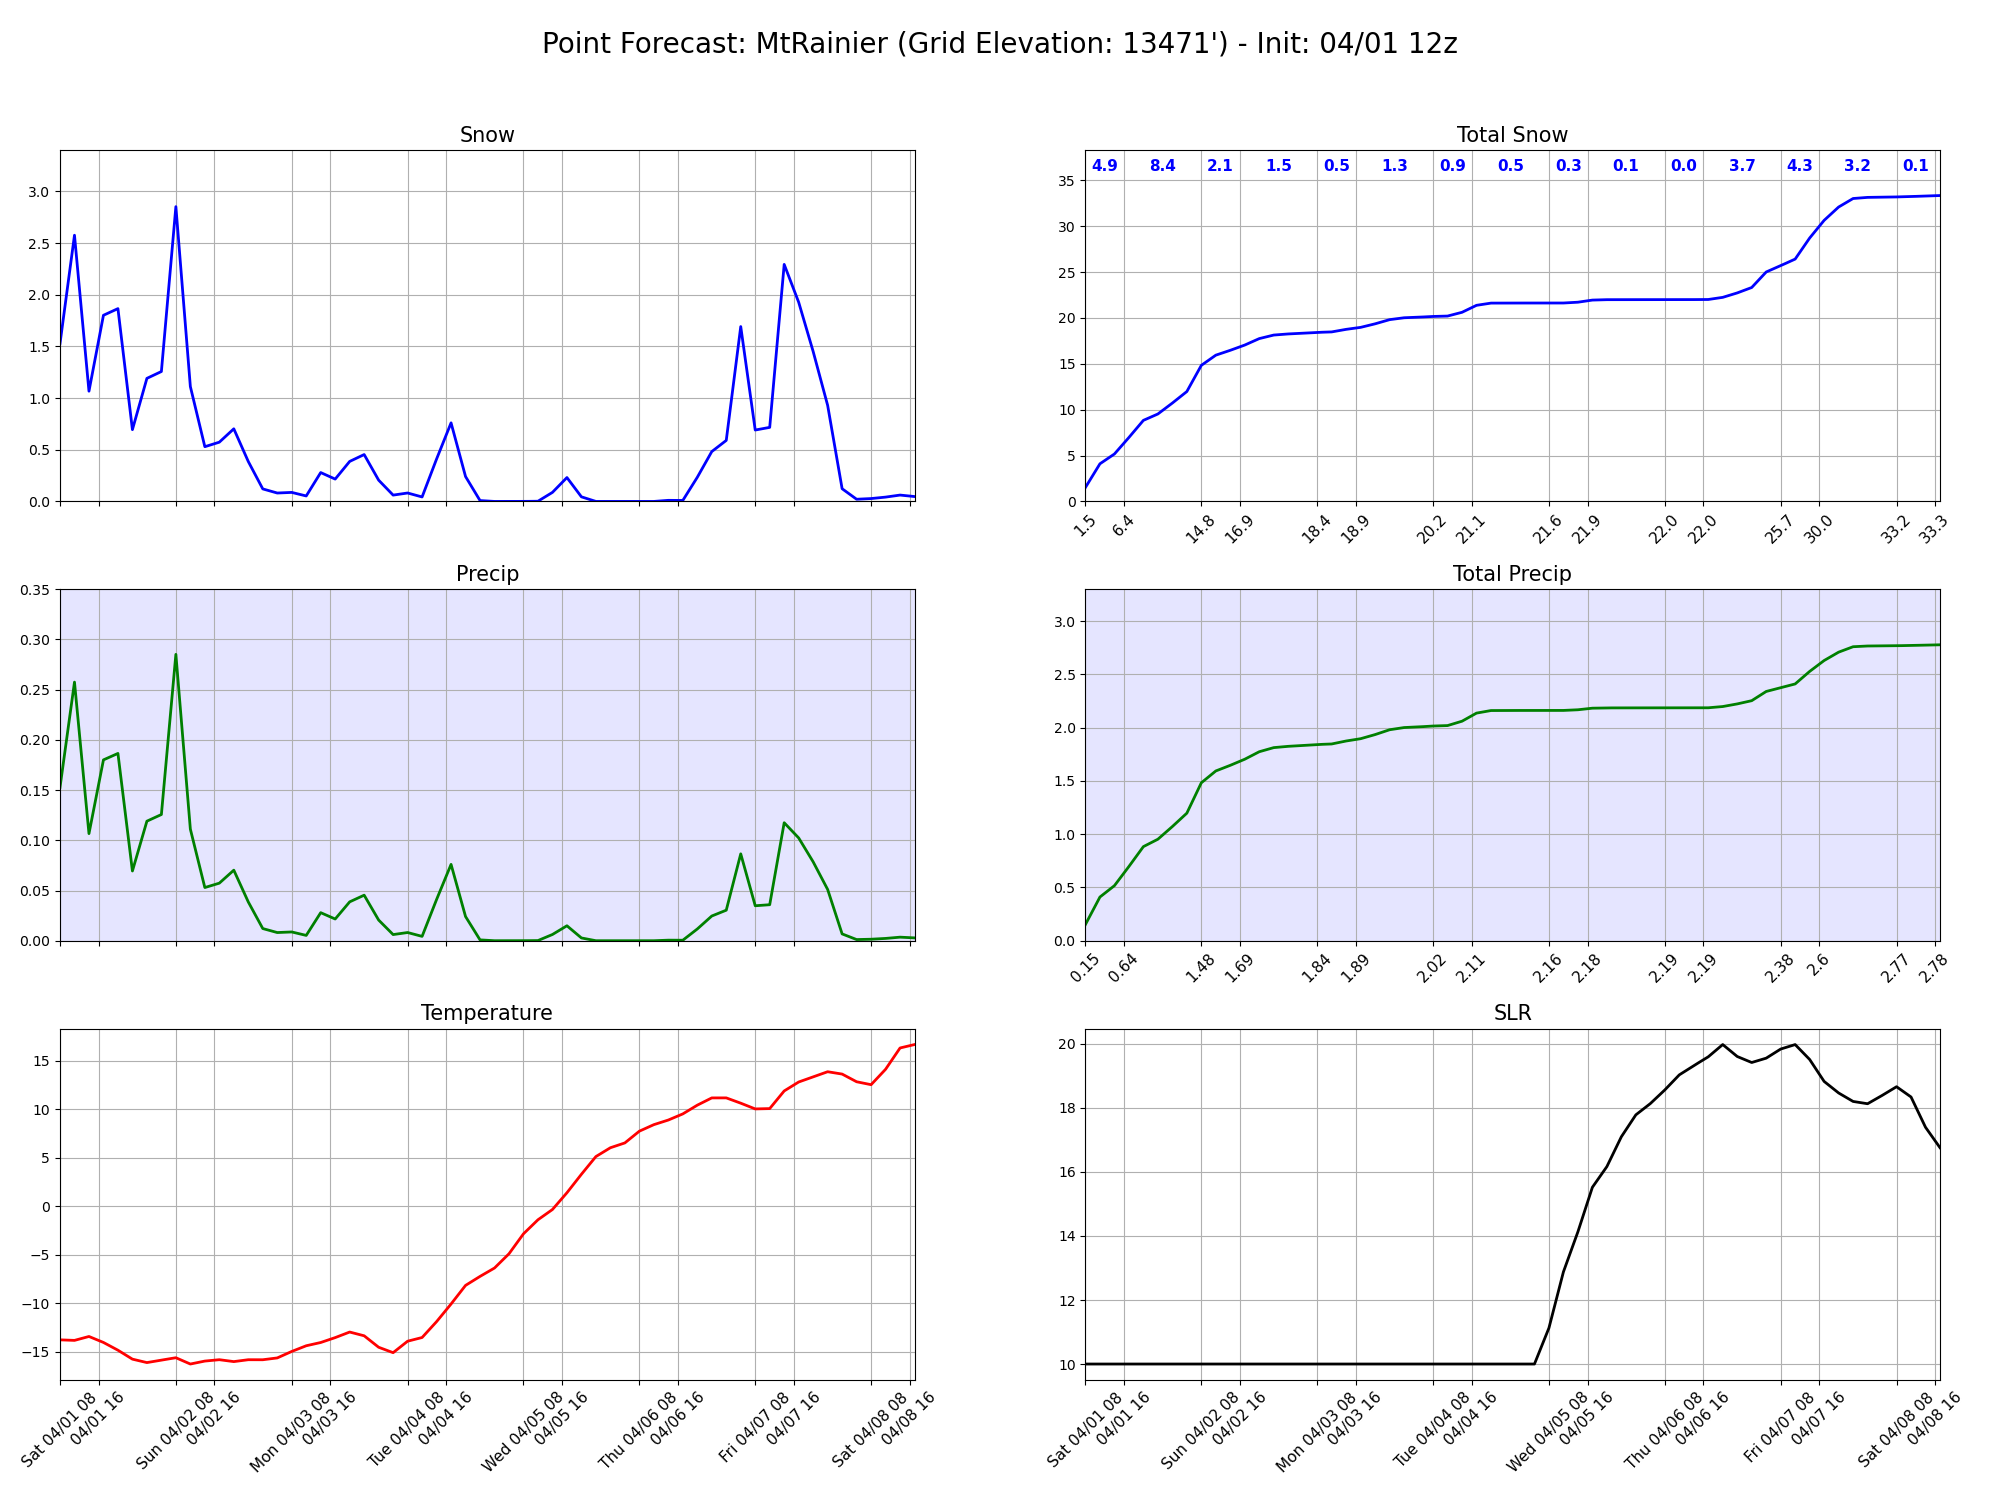 Point Forecast: MtRainier (Grid Elevation: 13471') - Init: 04/01 12z
Snow
3.0
2.5
2.0
1.5
1.0
0.5
0.0
Total Snow
4.9 8.4 2.1 1.5 0.5 1.3 0.9 0.5 0.3 0.1 0.0 3.7 4.3 3.2 0.1
35
30
25
20
15
10
5
0
1.5 6.4 14.8 16.9 18.4 18.9 20.2 21.1 21.6 21.9 22.0 22.0 25.7 30.0 33.2 33.3
Precip
0.35
0.30
0.25
0.20
0.15
0.10
0.05
0.00
Total Precip
3.0
2.5
2.0
1.5
1.0
0.5
0.0
0.15 0.64 1.48 1.69 1.84 1.89 2.02 2.11 2.16 2.18 2.19 2.19 2.38 2.6 2.77 2.78
Temperature
15
10
5
0
−5
−10
−15
Sat 04/01 08
04/01 16
Sun 04/02 08
04/02 16
Mon 04/03 08
04/03 16
Tue 04/04 08
04/04 16
Wed 04/05 08
04/05 16
Thu 04/06 08
04/06 16
Fri 04/07 08
04/07 16
Sat 04/08 08
04/08 16
SLR
20
18
16
14
12
10
Sat 04/01 08
04/01 16
Sun 04/02 08
04/02 16
Mon 04/03 08
04/03 16
Tue 04/04 08
04/04 16
Wed 04/05 08
04/05 16
Thu 04/06 08
04/06 16
Fri 04/07 08
04/07 16
Sat 04/08 08
04/08 16